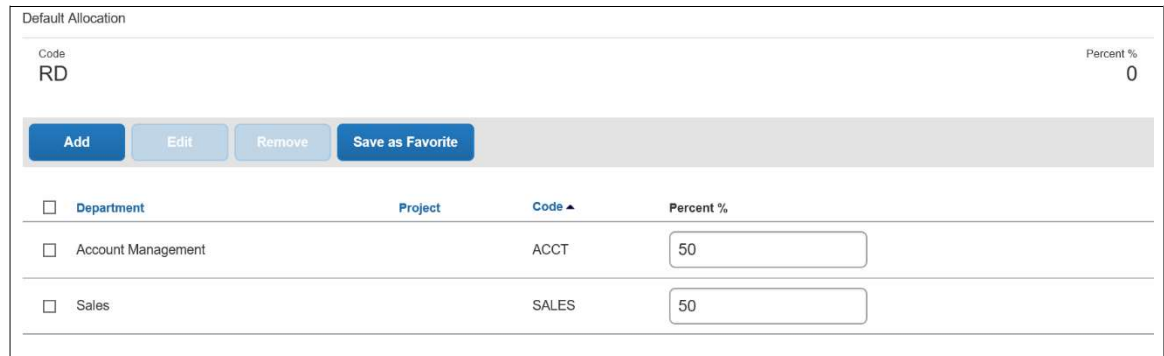 Default Allocation
Code Percent %
RD 0
Add Edit Remove Save as Favorite
Department Project Code Percent %
Account Management ACCT 50
Sales SALES 50